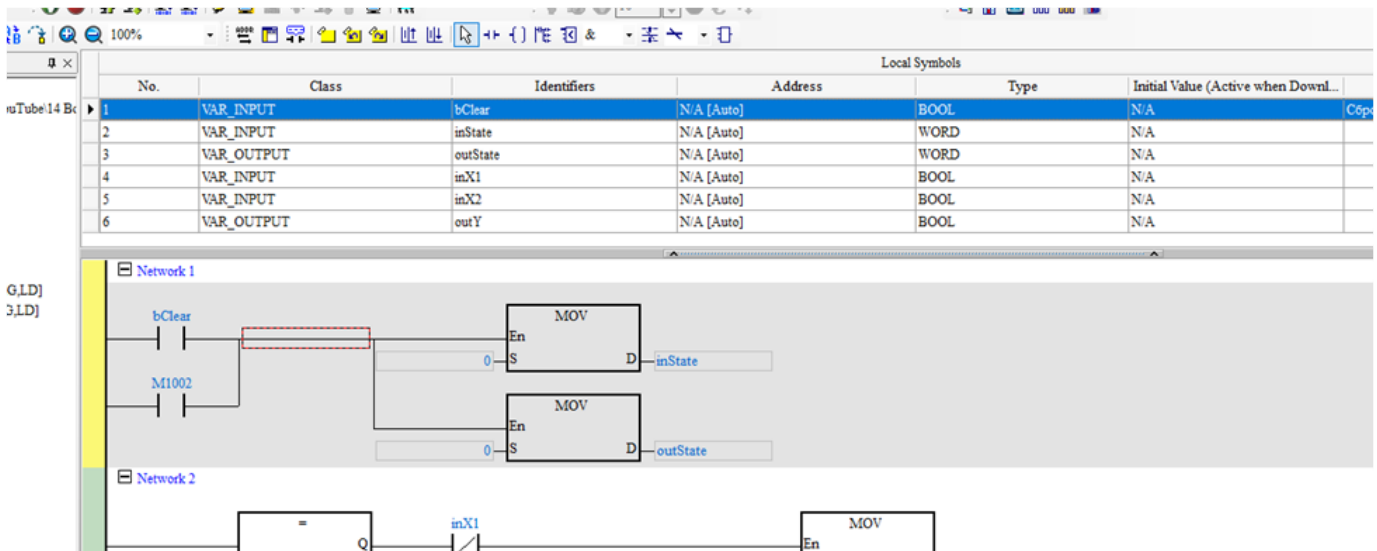 100%
&
Local Symbols
No. Class Identifiers Address Type Initial Value (Active when Downl...
1 VAR_INPUT bClear N/A [Auto] BOOL N/A
2 VAR_INPUT inState N/A [Auto] WORD N/A
3 VAR_OUTPUT outState N/A [Auto] WORD N/A
4 VAR_INPUT inX1 N/A [Auto] BOOL N/A
5 VAR_INPUT inX2 N/A [Auto] BOOL N/A
6 VAR_OUTPUT outY N/A [Auto] BOOL N/A
uTube\14
G,LD]
G,LD]
Network 1
bClear MOV
En
0 S D inState
M1002 MOV
En
0 S D outState
Network 2
= inX1 MOV
Q En